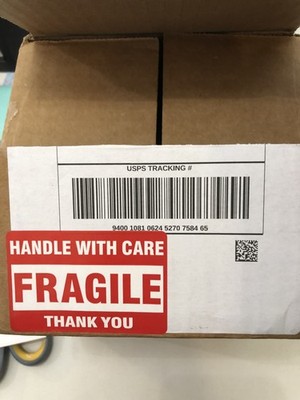 USPS TRACKING #
9400 1081 0624 5270 7584 65
HANDLE WITH CARE
FRAGILE
THANK YOU